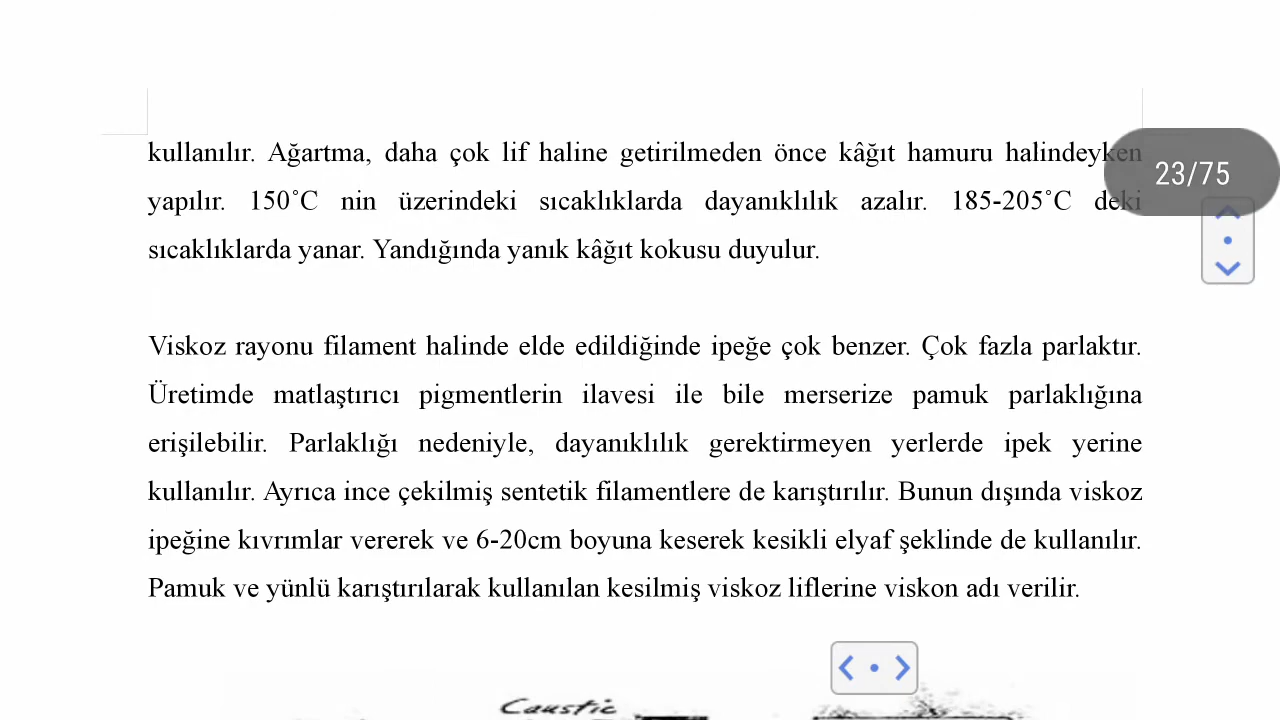 kullanılır. Ağartma, daha çok lif haline getirilmeden önce kâğıt hamuru halindeyken
23/75
yapılır. 150˚C nin üzerindeki sıcaklıklarda dayanıklılık azalır. 185-205˚C deki
sıcaklıklarda yanar. Yandığında yanık kâğıt kokusu duyulur.
Viskoz rayonu filament halinde elde edildiğinde ipeğe çok benzer. Çok fazla parlaktır.
Üretimde matlaştırıcı pigmentlerin ilavesi ile bile merserize pamuk parlaklığına
erişilebilir. Parlaklığı nedeniyle, dayanıklılık gerektirmeyen yerlerde ipek yerine
kullanılır. Ayrıca ince çekilmiş sentetik filamentlere de karıştırılır. Bunun dışında viskoz
ipeğine kıvrımlar vererek ve 6-20cm boyuna keserek kesikli elyaf şeklinde de kullanılır.
Pamuk ve yünlü karıştırılarak kullanılan kesilmiş viskoz liflerine viskon adı verilir.
Caustic